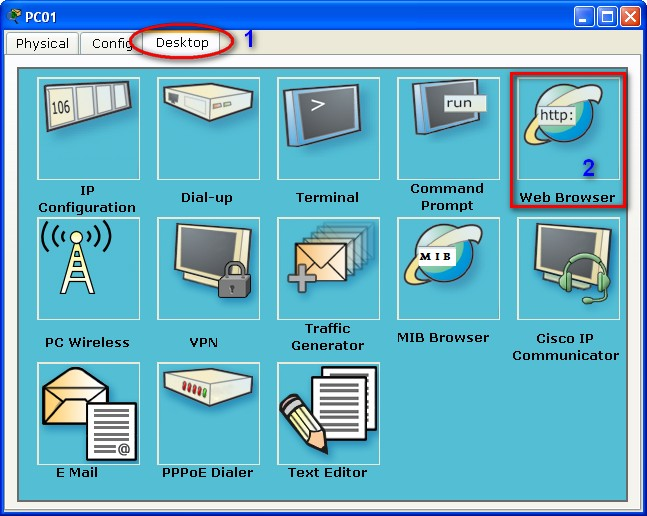 PC01
Physical Config Desktop 1
106
>
run
http:
2
IP
Configuration
Dial-up
Terminal
Command
Prompt
Web Browser
MIB
PC Wireless
VPN
Traffic
Generator
MIB Browser
Cisco IP
Communicator
@
E Mail
PPPoE Dialer
Text Editor